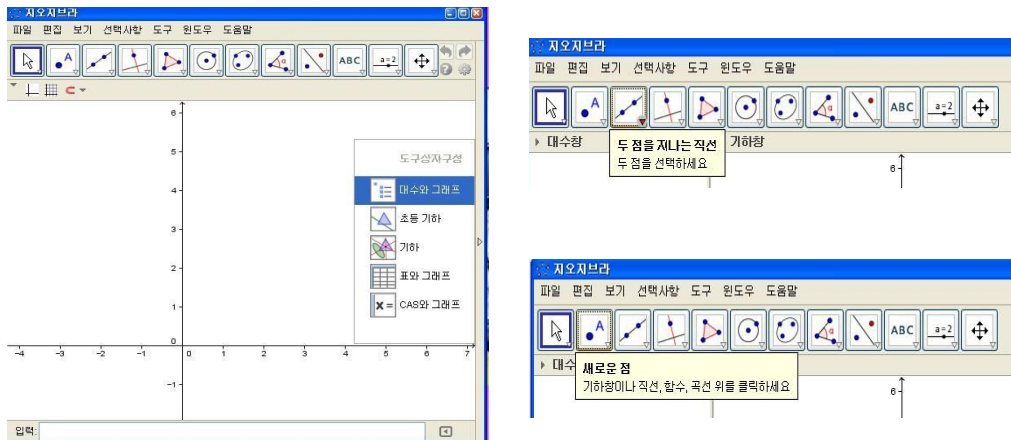 지오지브라
파일 편집 보기 선택사항 도구 윈도우 도움말
A ABC a=2
6
5
4
3
2
1
0
-4 -3 -2 -1 0 1 2 3 4 5 6 7
-1
도구상자구성
대수와 그래프
초등 기하
기하
표와 그래프
CAS와 그래프
입력:
지오지브라
파일 편집 보기 선택사항 도구 윈도우 도움말
A ABC a=2
대수창 기하창
두 점을 지나는 직선
두 점을 선택하세요
6
지오지브라
파일 편집 보기 선택사항 도구 윈도우 도움말
A ABC a=2
대수
새로운 점
기하창이나 직선, 함수, 곡선 위를 클릭하세요
6